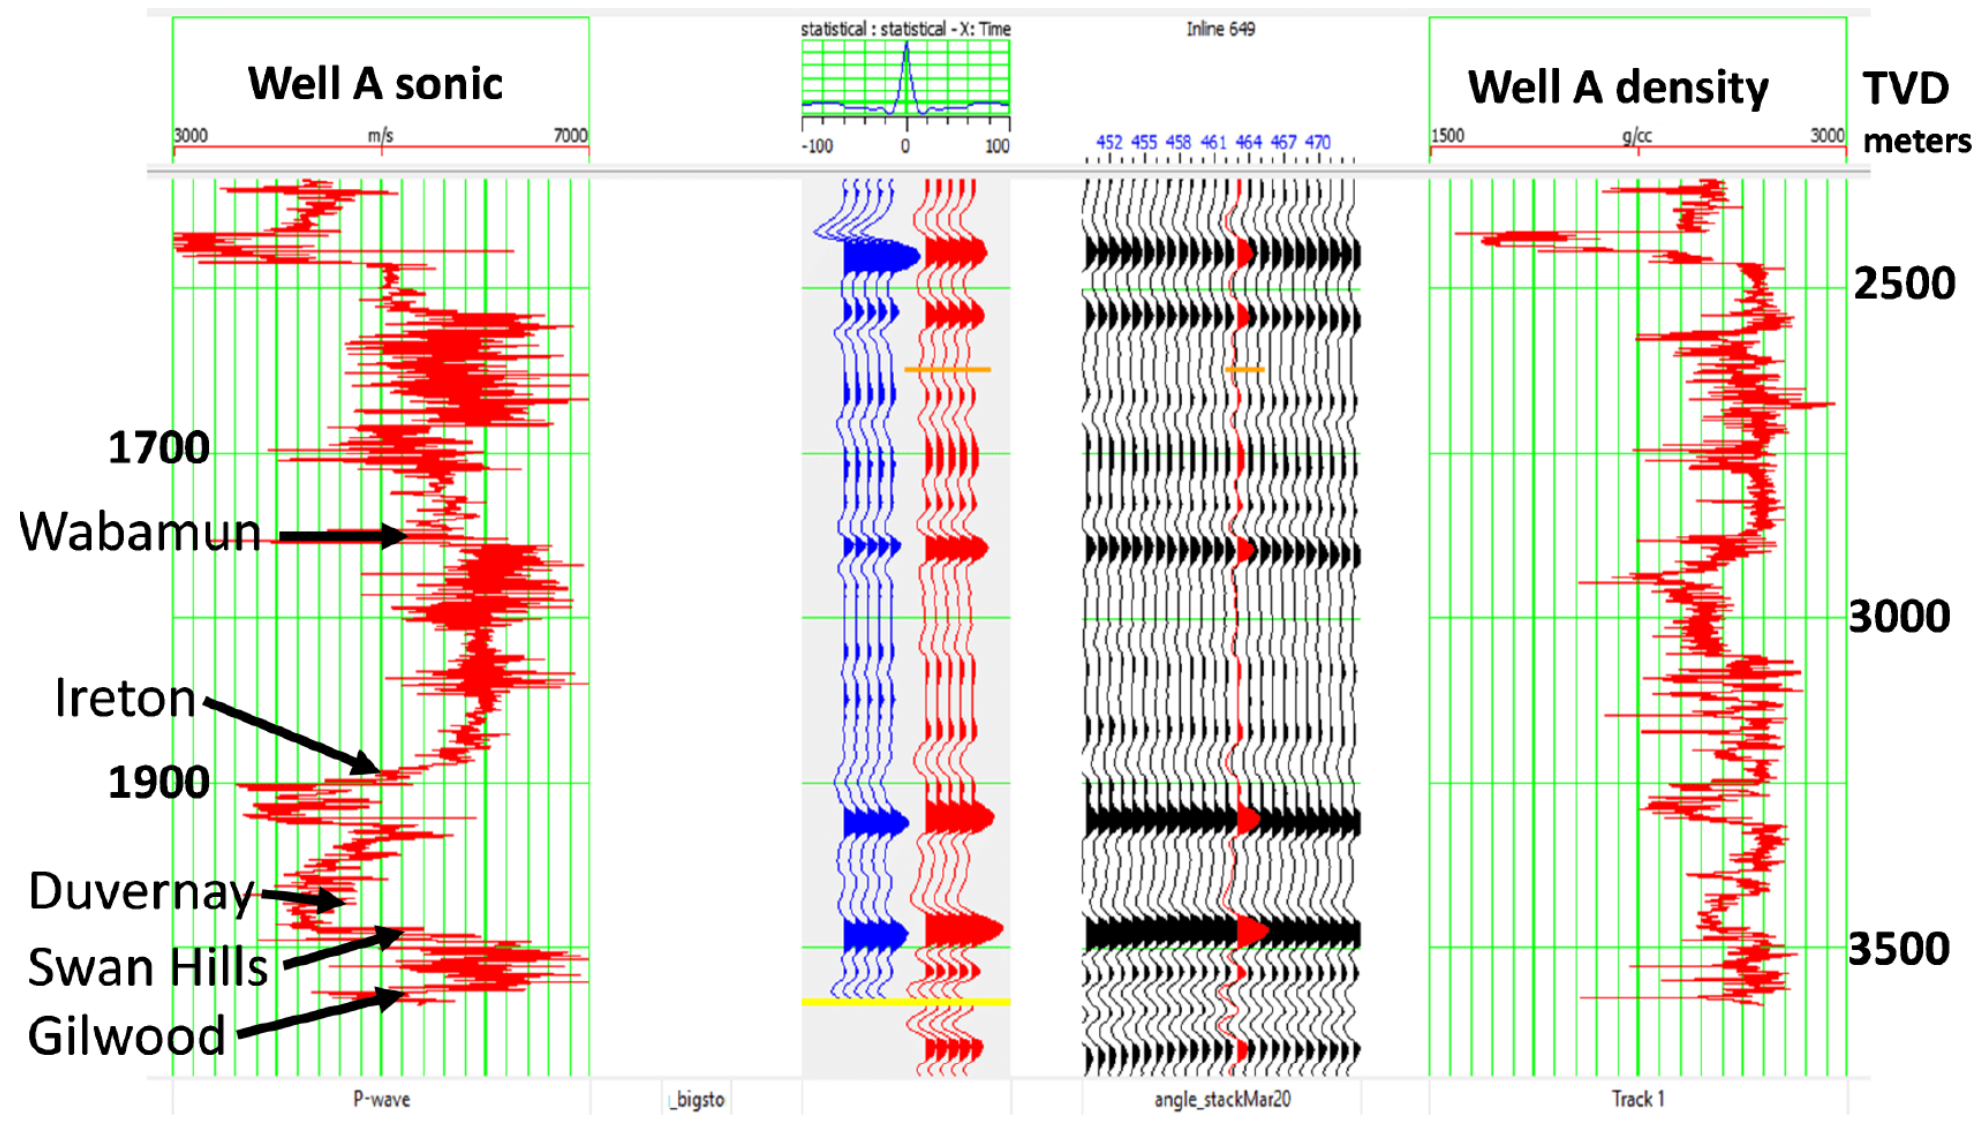 statistical : statistical - X: Time
Inline 649
Well A sonic
Well A density
TVD
meters
3000 m/s 7000
-100 0 100
452 455 458 461 464 467 470
1500 g/cc 3000
2500
1700
Wabamun
3000
Ireton
1900
Duvernay
3500
Swan Hills
Gilwood
P-wave
_bigsto
angle_stackMar20
Track 1